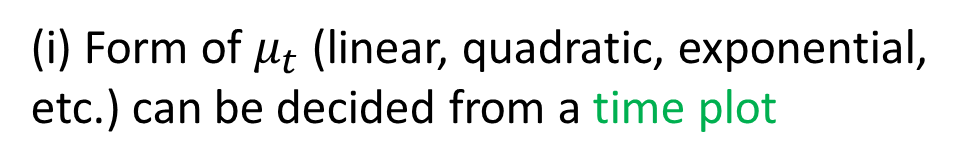 (i) Form of μₜ (linear, quadratic, exponential,
etc.) can be decided from a time plot